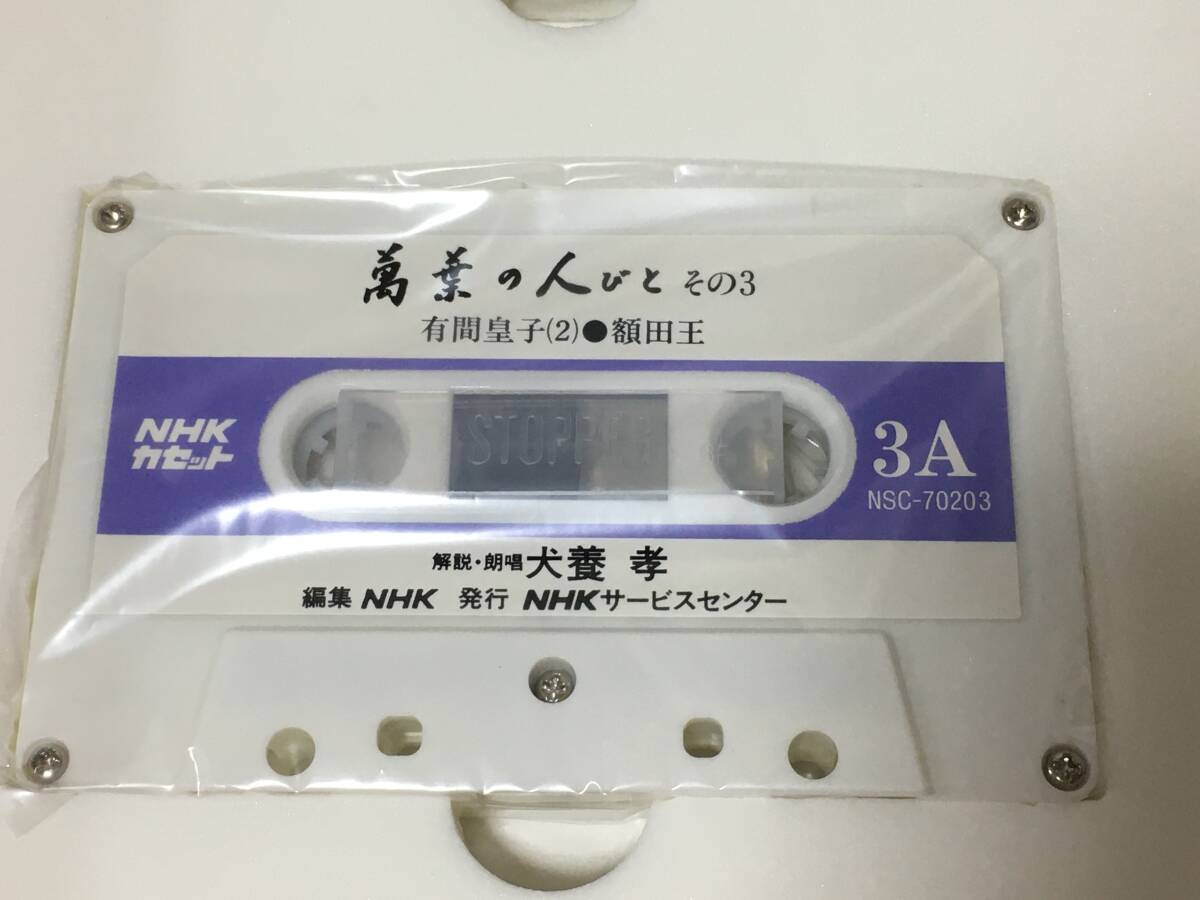 萬葉の人びと その3
有間皇子(2)●額田王
NHK
カセット
STOPPER
3A
NSC-70203
解説・朗唱 犬養 孝
編集 NHK 発行 NHKサービスセンター